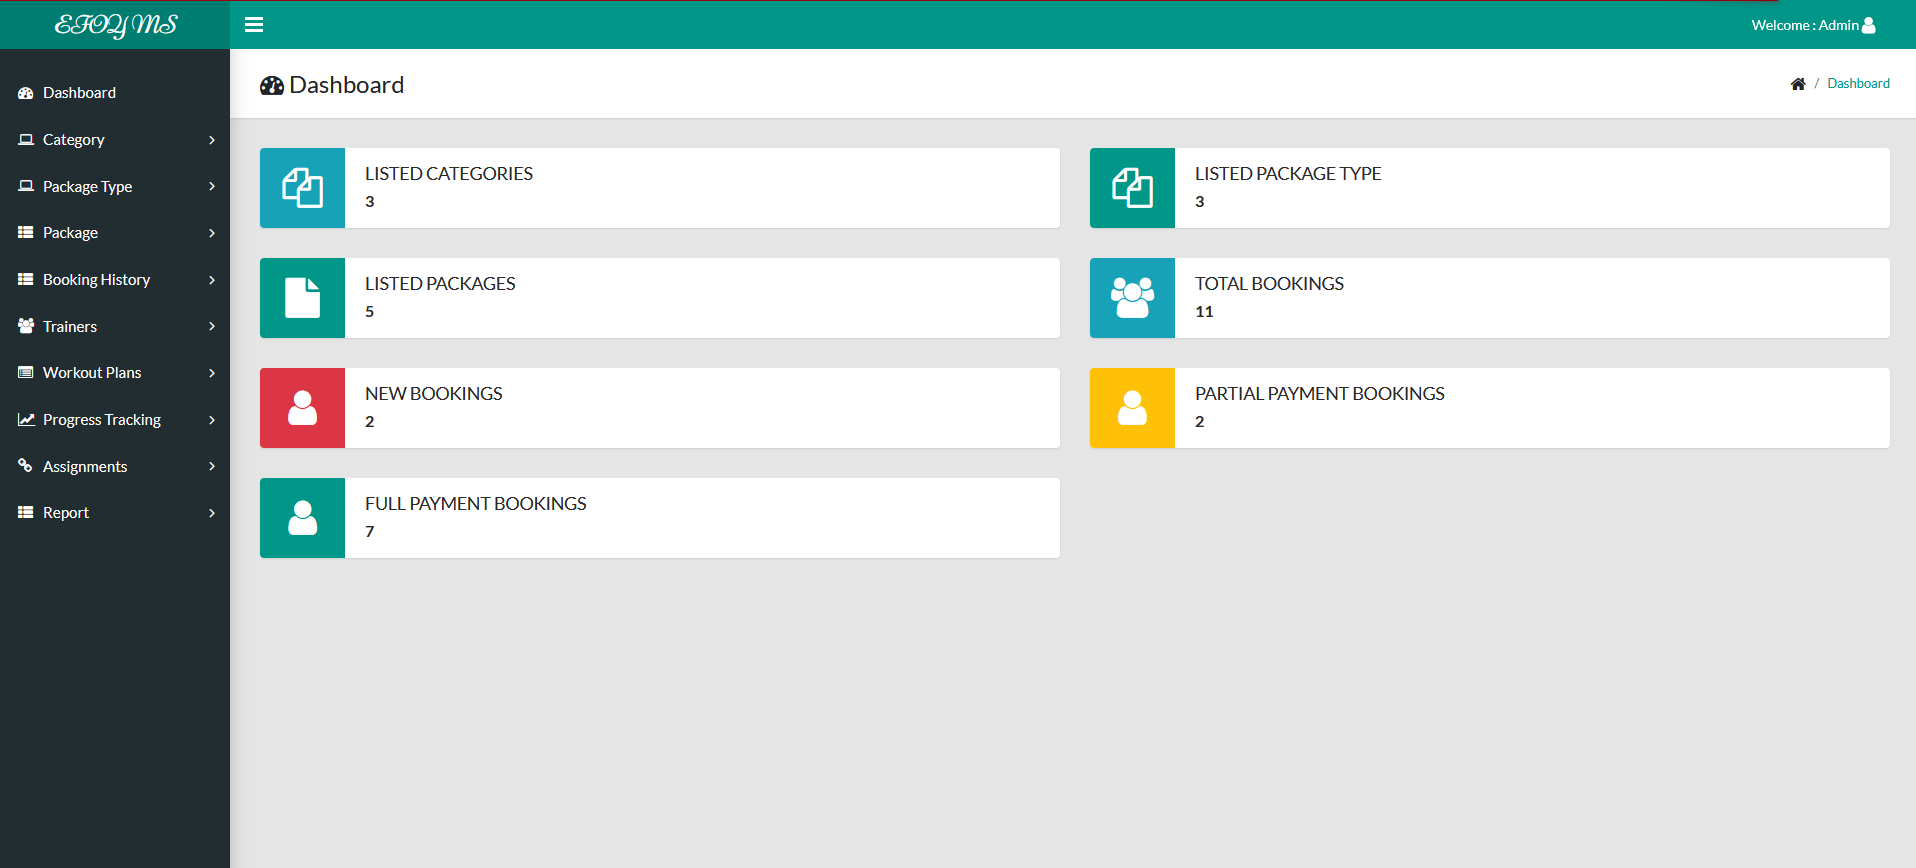 EFOY MS
Welcome : Admin
Dashboard
Category
Package Type
Package
Booking History
Trainers
Workout Plans
Progress Tracking
Assignments
Report
Dashboard
/ Dashboard
LISTED CATEGORIES
3
LISTED PACKAGE TYPE
3
LISTED PACKAGES
5
TOTAL BOOKINGS
11
NEW BOOKINGS
2
PARTIAL PAYMENT BOOKINGS
2
FULL PAYMENT BOOKINGS
7